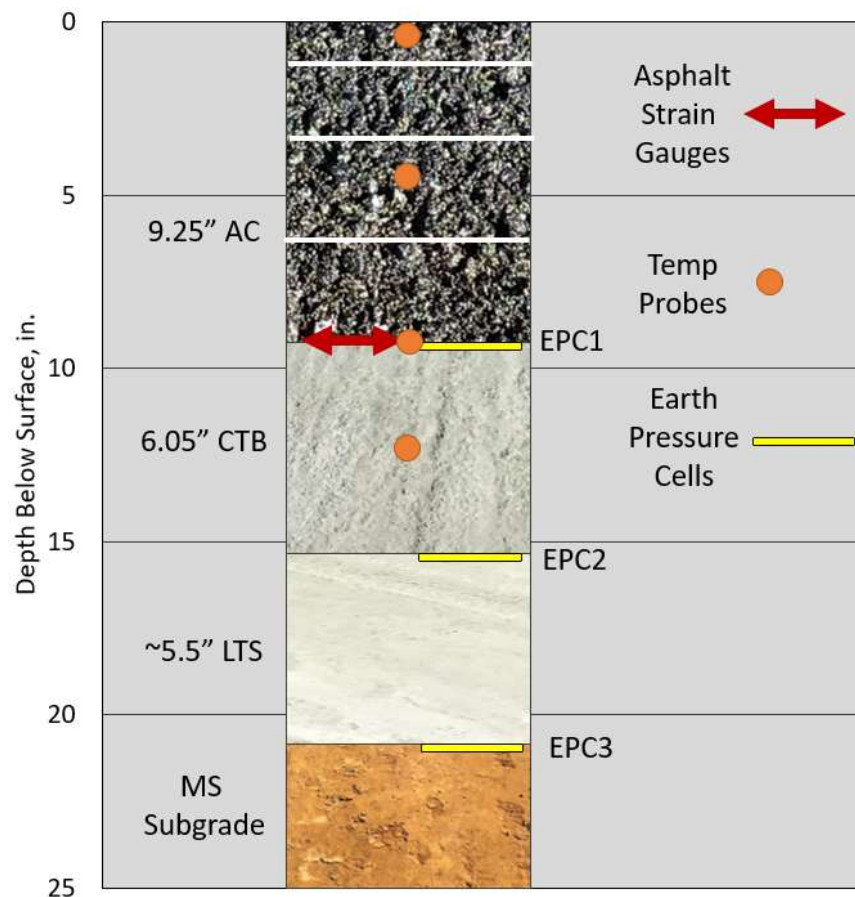 Depth Below Surface, in.
0
5
10
15
20
25
9.25” AC
6.05” CTB
~5.5” LTS
MS
Subgrade
EPC1
EPC2
EPC3
Asphalt
Strain
Gauges
Temp
Probes
Earth
Pressure
Cells